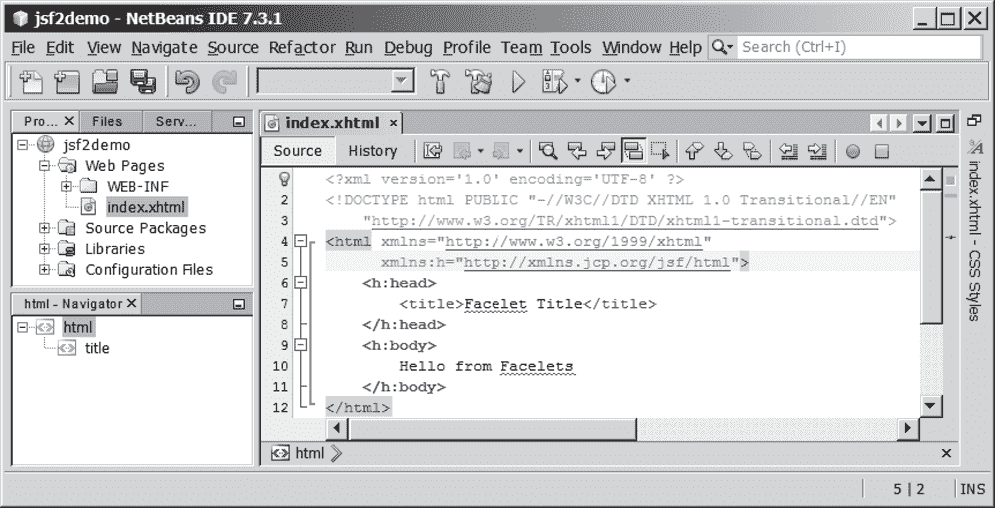 jsf2demo - NetBeans IDE 7.3.1
File Edit View Navigate Source Refactor Run Debug Profile Team Tools Window Help Search (Ctrl+I)
Pro... Files Serv...
jsf2demo
Web Pages
WEB-INF
index.xhtml
Source Packages
Libraries
Configuration Files
html - Navigator
html
title
index.xhtml
Source History
<?xml version='1.0' encoding='UTF-8' ?>
2 <!DOCTYPE html PUBLIC "-//W3C//DTD XHTML 1.0 Transitional//EN"
3 "http://www.w3.org/TR/xhtml1/DTD/xhtml1-transitional.dtd">
4 <html xmlns="http://www.w3.org/1999/xhtml"
5 xmlns:h="http://xmlns.jcp.org/jsf/html">
6 <h:head>
7 <title>Facelet Title</title>
8 </h:head>
9 <h:body>
10 Hello from Facelets
11 </h:body>
12 </html>
html
index.xhtml - CSS Styles
5 | 2 INS